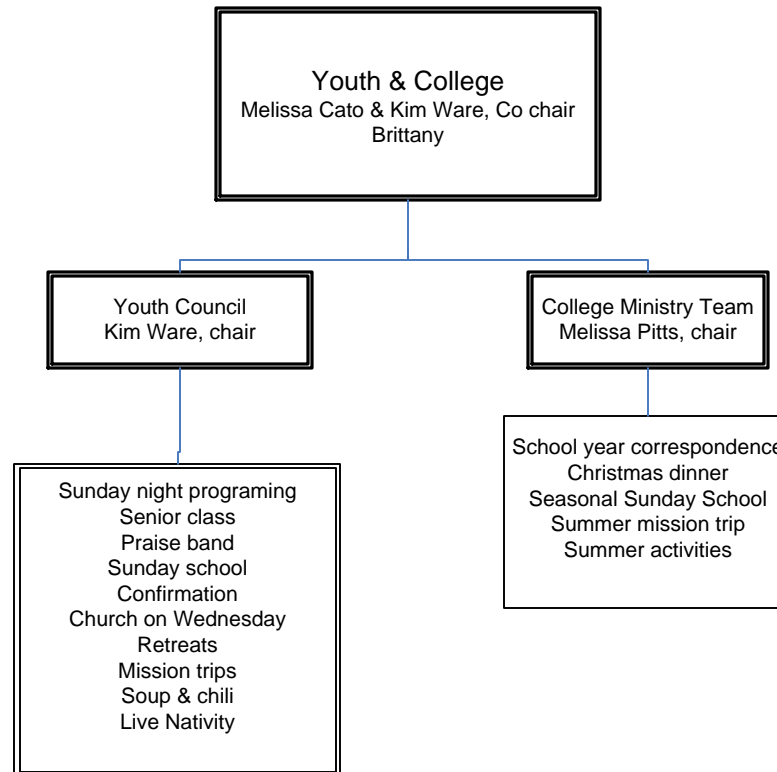 Youth & College
Melissa Cato & Kim Ware, Co chair
Brittany
Youth Council
Kim Ware, chair
College Ministry Team
Melissa Pitts, chair
Sunday night programing
Senior class
Praise band
Sunday school
Confirmation
Church on Wednesday
Retreats
Mission trips
Soup & chili
Live Nativity
School year correspondence
Christmas dinner
Seasonal Sunday School
Summer mission trip
Summer activities